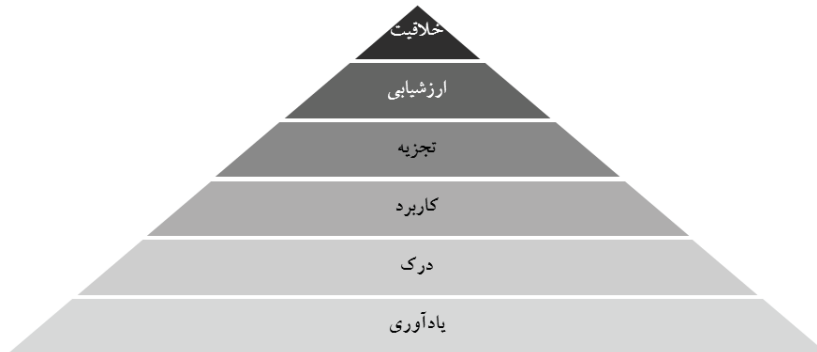 خلاقیت
ارزشیابی
تجزیه
کاربرد
درک
یادآوری